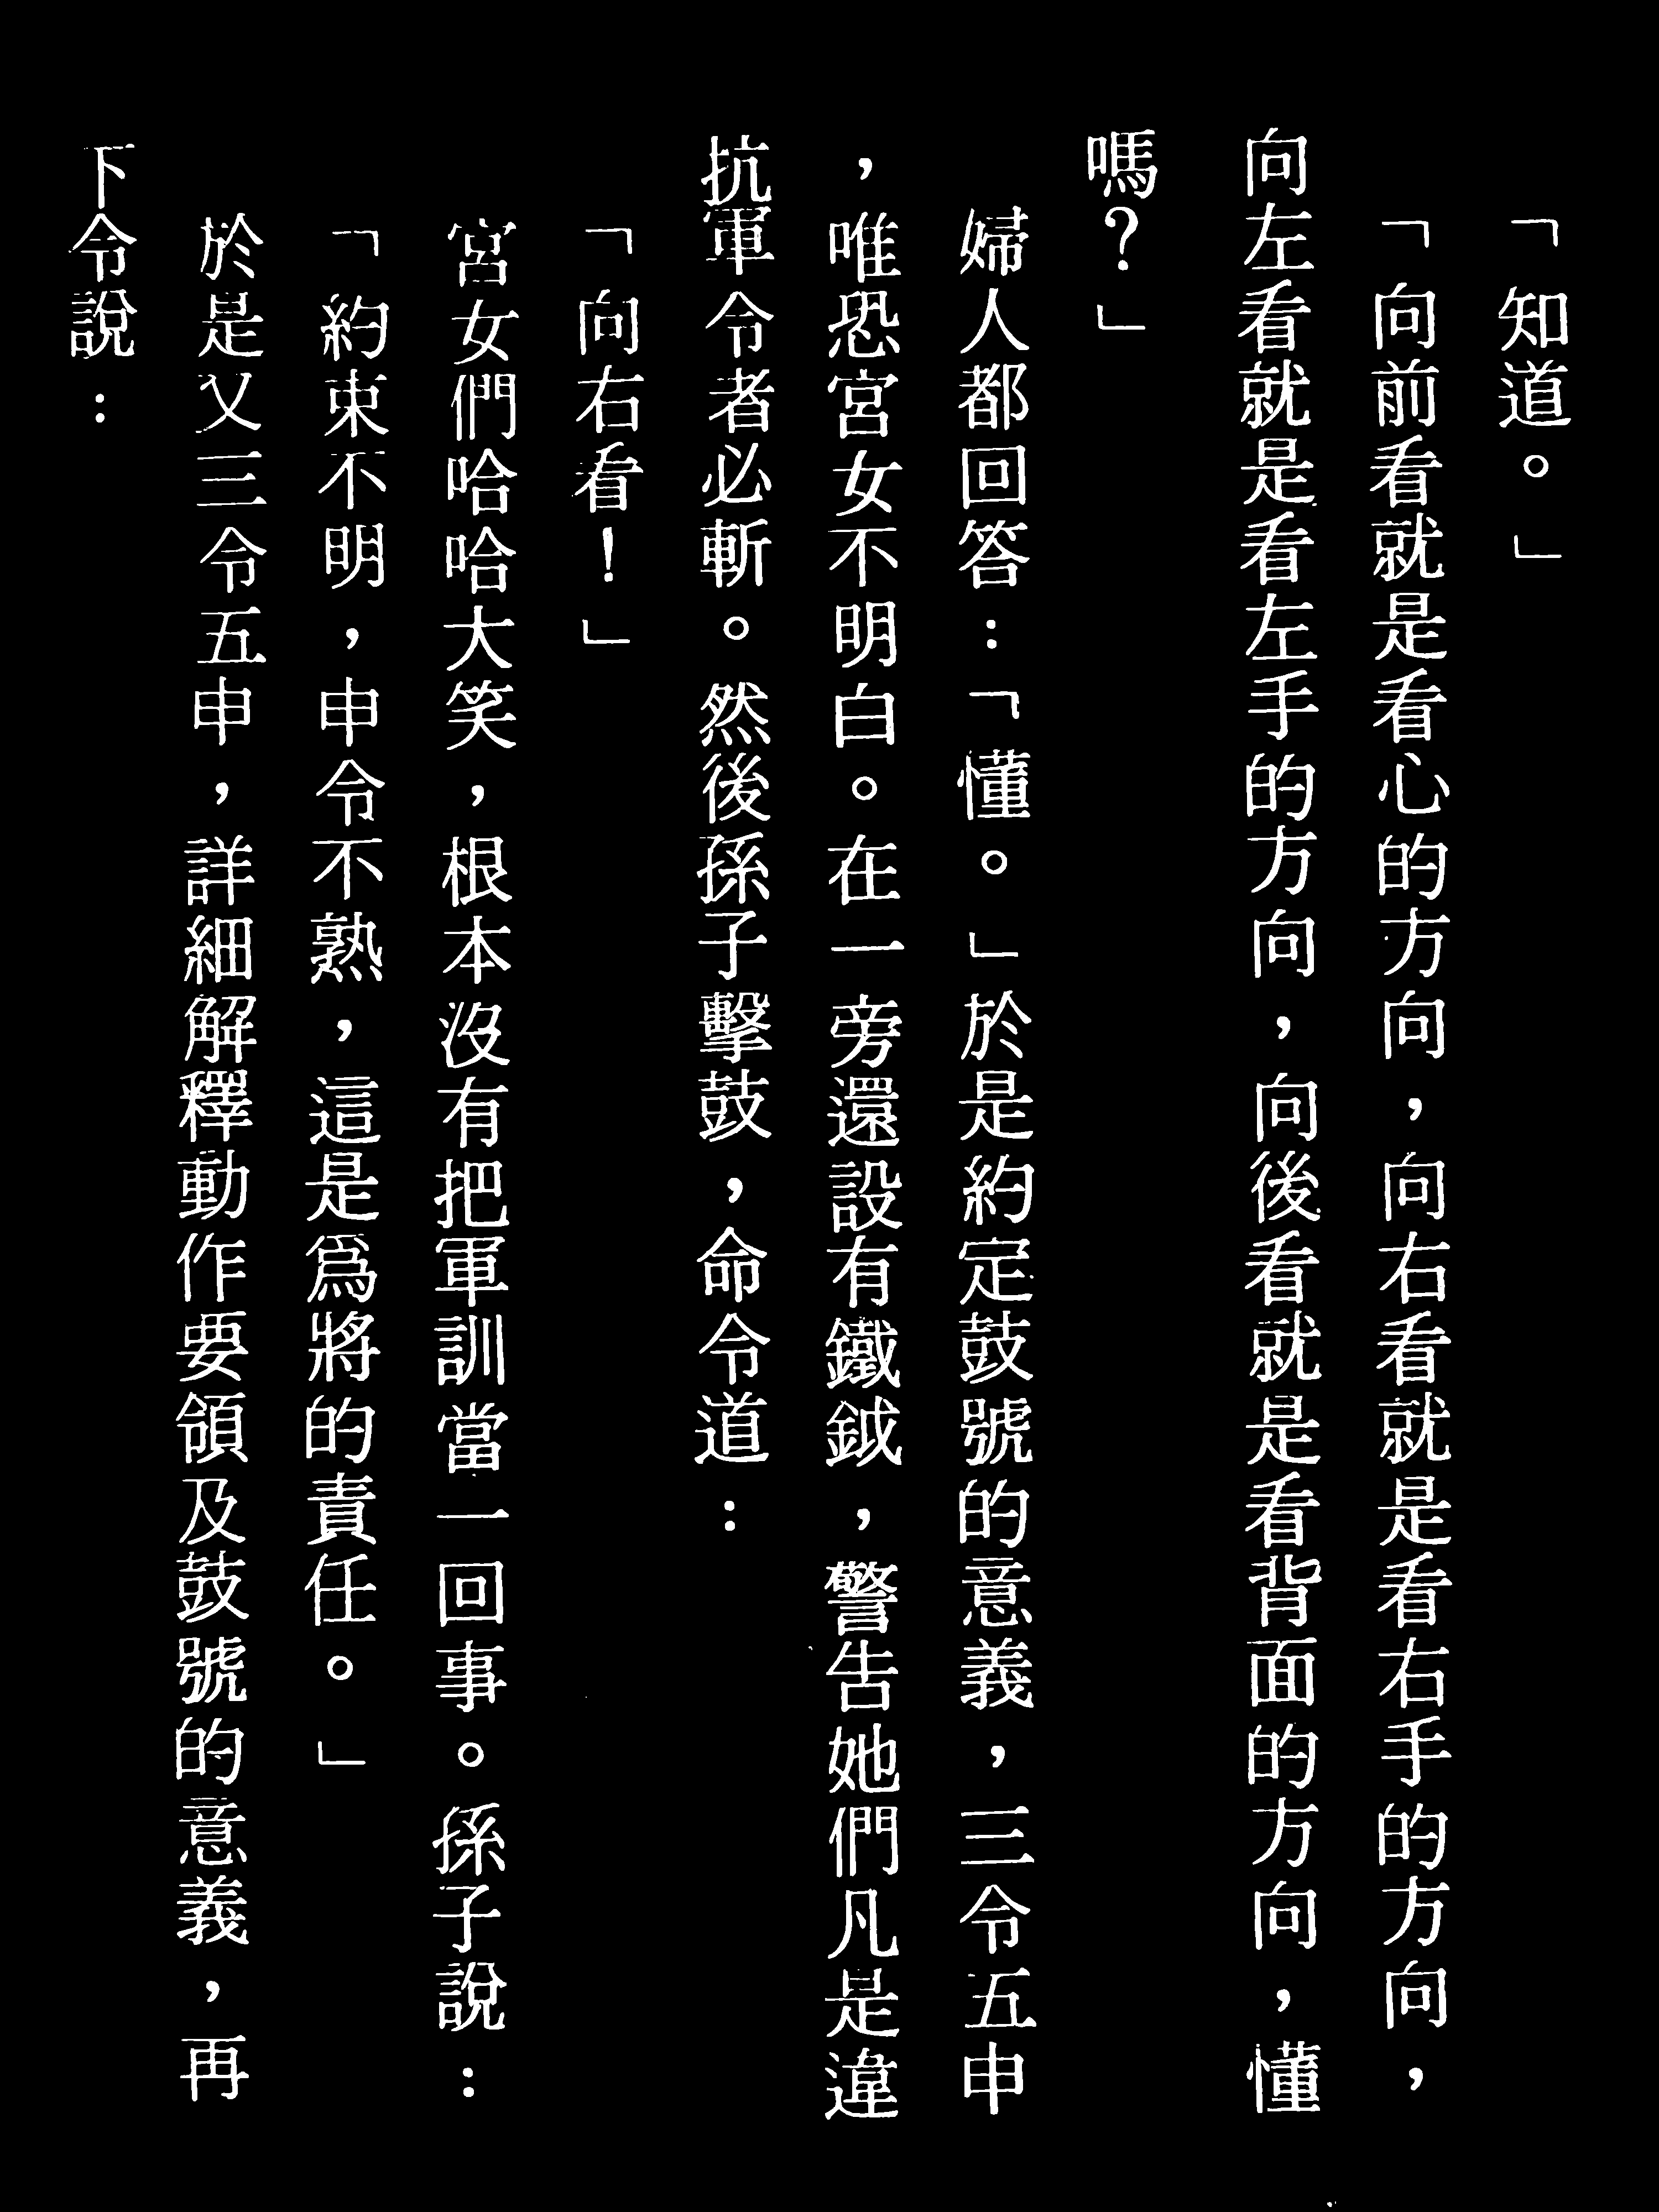 「知道。」
「向前看就是看心的方向，向右看就是看右手的方向，
向左看就是看左手的方向，向後看就是看背面的方向，懂
嗎？」
婦人都回答：「懂。」於是約定鼓號的意義，三令五申
，唯恐宮女不明白。在一旁還設有鐵鉞，警告她們凡是違
抗軍令者必斬。然後孫子擊鼓，命令道：
「向右看！」
宮女們哈哈大笑，根本沒有把軍訓當一回事。孫子說：
「約束不明，申令不熟，這是爲將的責任。」
於是又三令五申，詳細解釋動作要領及鼓號的意義，再
下令說：